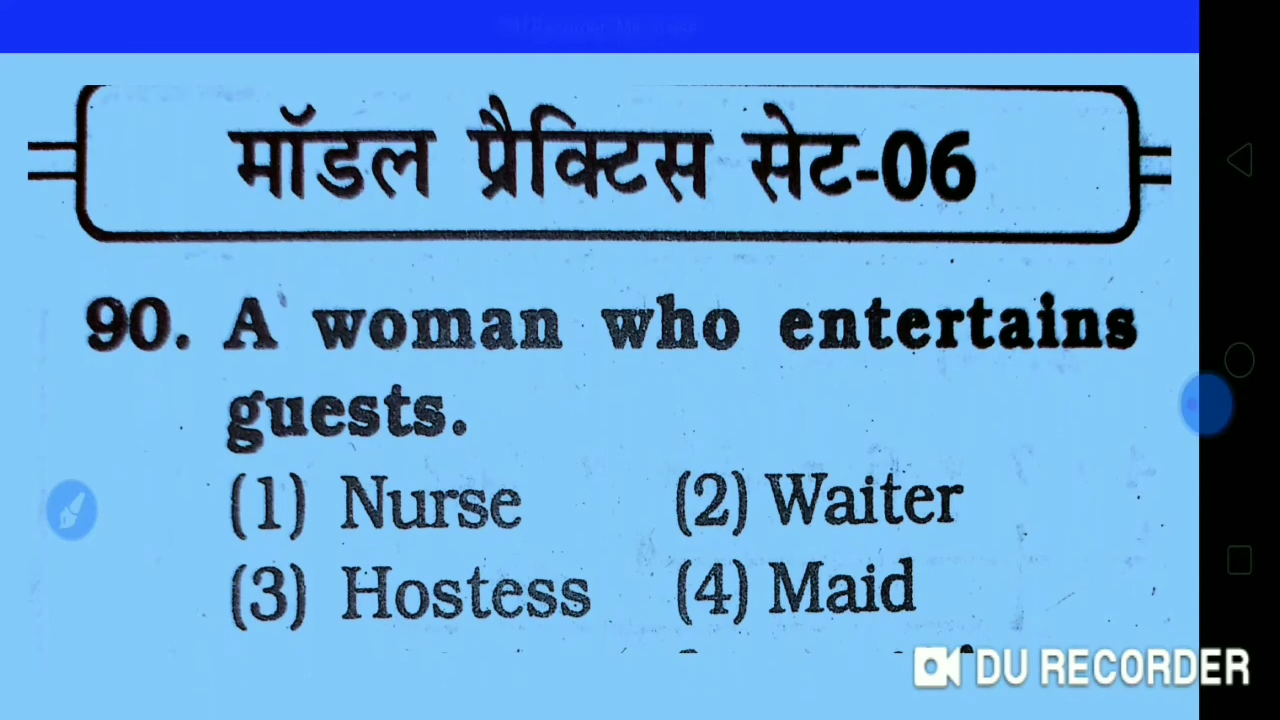 मॉडल प्रैक्टिस सेट-06
90. A woman who entertains
guests.
(1) Nurse (2) Waiter
(3) Hostess (4) Maid
DU RECORDER